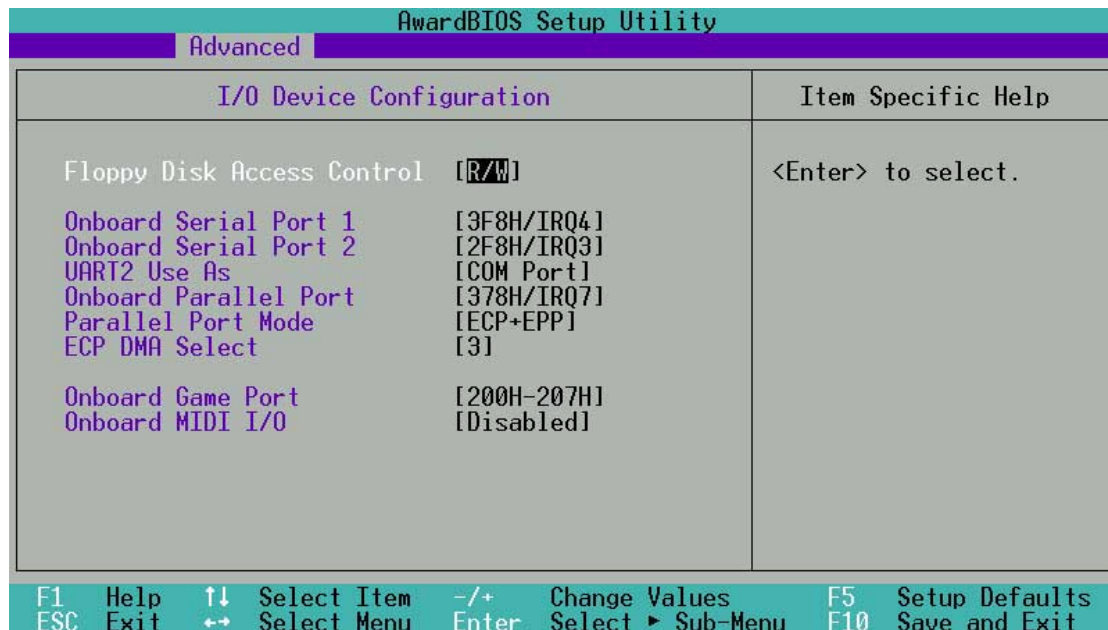 AwardBIOS Setup Utility
Advanced
I/O Device Configuration
Item Specific Help
Floppy Disk Access Control [R/W]
<Enter> to select.
Onboard Serial Port 1 [3F8H/IRQ4]
Onboard Serial Port 2 [2F8H/IRQ3]
UART2 Use As [COM Port]
Onboard Parallel Port [378H/IRQ7]
Parallel Port Mode [ECP+EPP]
ECP DMA Select [3]
Onboard Game Port [200H-207H]
Onboard MIDI I/O [Disabled]
F1 Help ↑↓ Select Item -/+ Change Values F5 Setup Defaults
ESC Exit ←→ Select Menu Enter Select ► Sub-Menu F10 Save and Exit